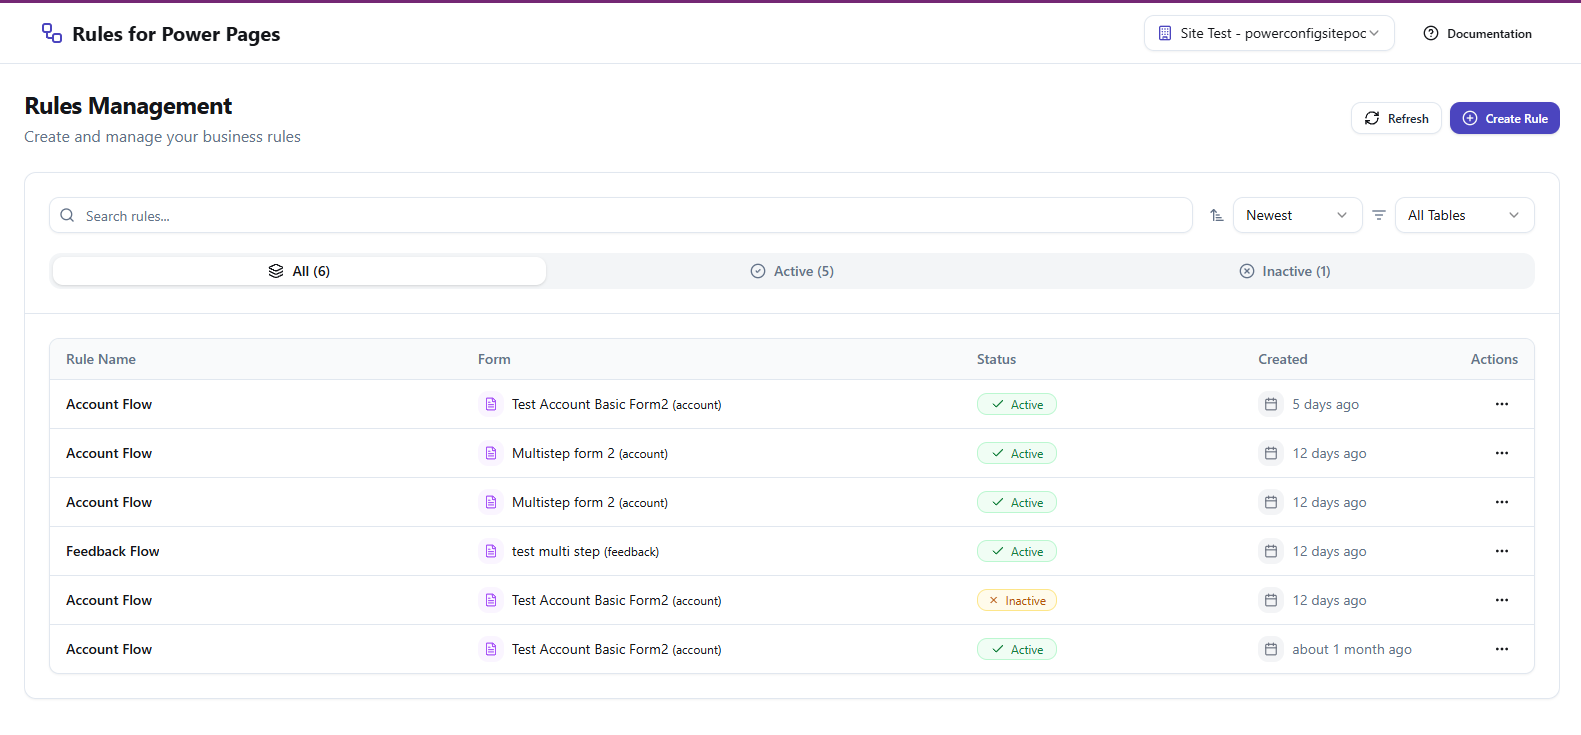 Rules for Power Pages
Site Test - powerconfigsitepoc
Documentation
Rules Management
Create and manage your business rules
Refresh
Create Rule
Search rules...
Newest
All Tables
All (6)
Active (5)
Inactive (1)
Rule Name Form Status Created Actions
Account Flow Test Account Basic Form2 (account) Active 5 days ago
Account Flow Multistep form 2 (account) Active 12 days ago
Account Flow Multistep form 2 (account) Active 12 days ago
Feedback Flow test multi step (feedback) Active 12 days ago
Account Flow Test Account Basic Form2 (account) Inactive 12 days ago
Account Flow Test Account Basic Form2 (account) Active about 1 month ago